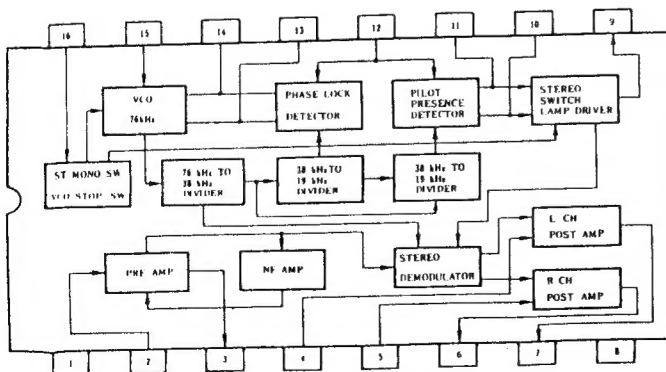 16 15 14 13 12 11 10 9
VCO
76kHz
PHASE LOCK
DETECTOR
PILOT
PRESENCE
DETECTOR
STEREO
SWITCH
LAMP DRIVER
ST MONO SW
VCO STOP SW
76 kHz TO
38 kHz
DIVIDER
38 kHz TO
19 kHz
DIVIDER
38 kHz TO
19 kHz
DIVIDER
PRE AMP
NF AMP
STEREO
DEMODULATOR
L CH
POST AMP
R CH
POST AMP
1 2 3 4 5 6 7 8